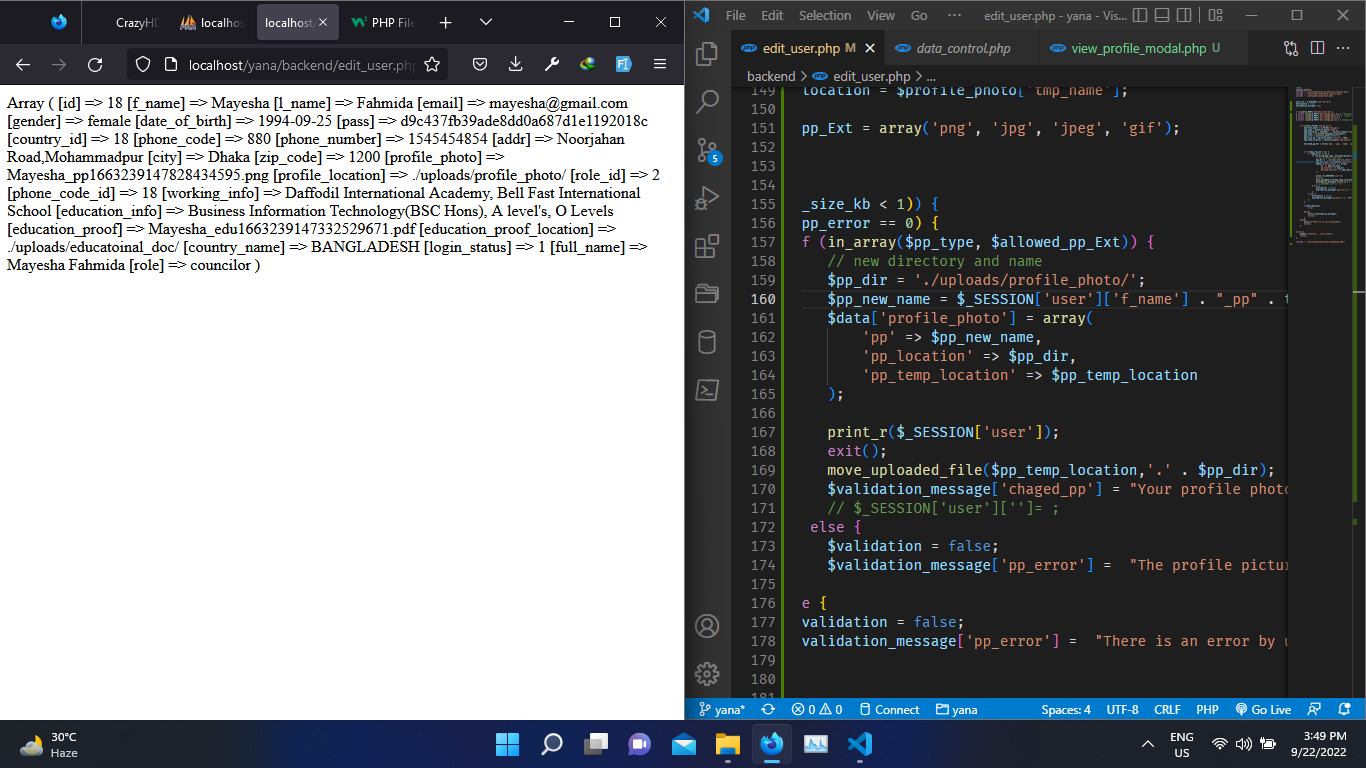 CrazyHD
localhos
localhost/
PHP File
localhost/yana/backend/edit_user.php
Array ( [id] => 18 [f_name] => Mayesha [l_name] => Fahmida [email] => mayesha@gmail.com
[gender] => female [date_of_birth] => 1994-09-25 [pass] => d9c437fb39ade8dd0a687d1e1192018c
[country_id] => 18 [phone_code] => 880 [phone_number] => 1545454854 [addr] => Noorjahan
Road,Mohammadpur [city] => Dhaka [zip_code] => 1200 [profile_photo] =>
Mayesha_pp1663239147828434595.png [profile_location] => ./uploads/profile_photo/ [role_id] => 2
[phone_code_id] => 18 [working_info] => Daffodil International Academy, Bell Fast International
School [education_info] => Business Information Technology(BSC Hons), A level's, O Levels
[education_proof] => Mayesha_edu1663239147332529671.pdf [education_proof_location] =>
./uploads/educatoinal_doc/ [country_name] => BANGLADESH [login_status] => 1 [full_name] =>
Mayesha Fahmida [role] => councilor )
File Edit Selection View Go ··· edit_user.php - yana - Vis...
php edit_user.php M
php data_control.php
php view_profile_modal.php U
backend > php edit_user.php > ...
149 location = $profile_photo['tmp_name'];
150
151 pp_Ext = array('png', 'jpg', 'jpeg', 'gif');
152
153
154
155 _size_kb < 1)) {
156 pp_error == 0) {
157 f (in_array($pp_type, $allowed_pp_Ext)) {
158 // new directory and name
159 $pp_dir = './uploads/profile_photo/';
160 $pp_new_name = $_SESSION['user']['f_name'] . "_pp" . t
161 $data['profile_photo'] = array(
162 'pp' => $pp_new_name,
163 'pp_location' => $pp_dir,
164 'pp_temp_location' => $pp_temp_location
165 );
166
167 print_r($_SESSION['user']);
168 exit();
169 move_uploaded_file($pp_temp_location,'.' . $pp_dir);
170 $validation_message['chaged_pp'] = "Your profile photo
171 // $_SESSION['user']['']= ;
172 else {
173 $validation = false;
174 $validation_message['pp_error'] = "The profile pictur
175
176 e {
177 validation = false;
178 validation_message['pp_error'] = "There is an error by u
179
180
181
5
yana* 0 0 Connect yana Spaces: 4 UTF-8 CRLF PHP Go Live
30°C
Haze
ENG
US
3:49 PM
9/22/2022